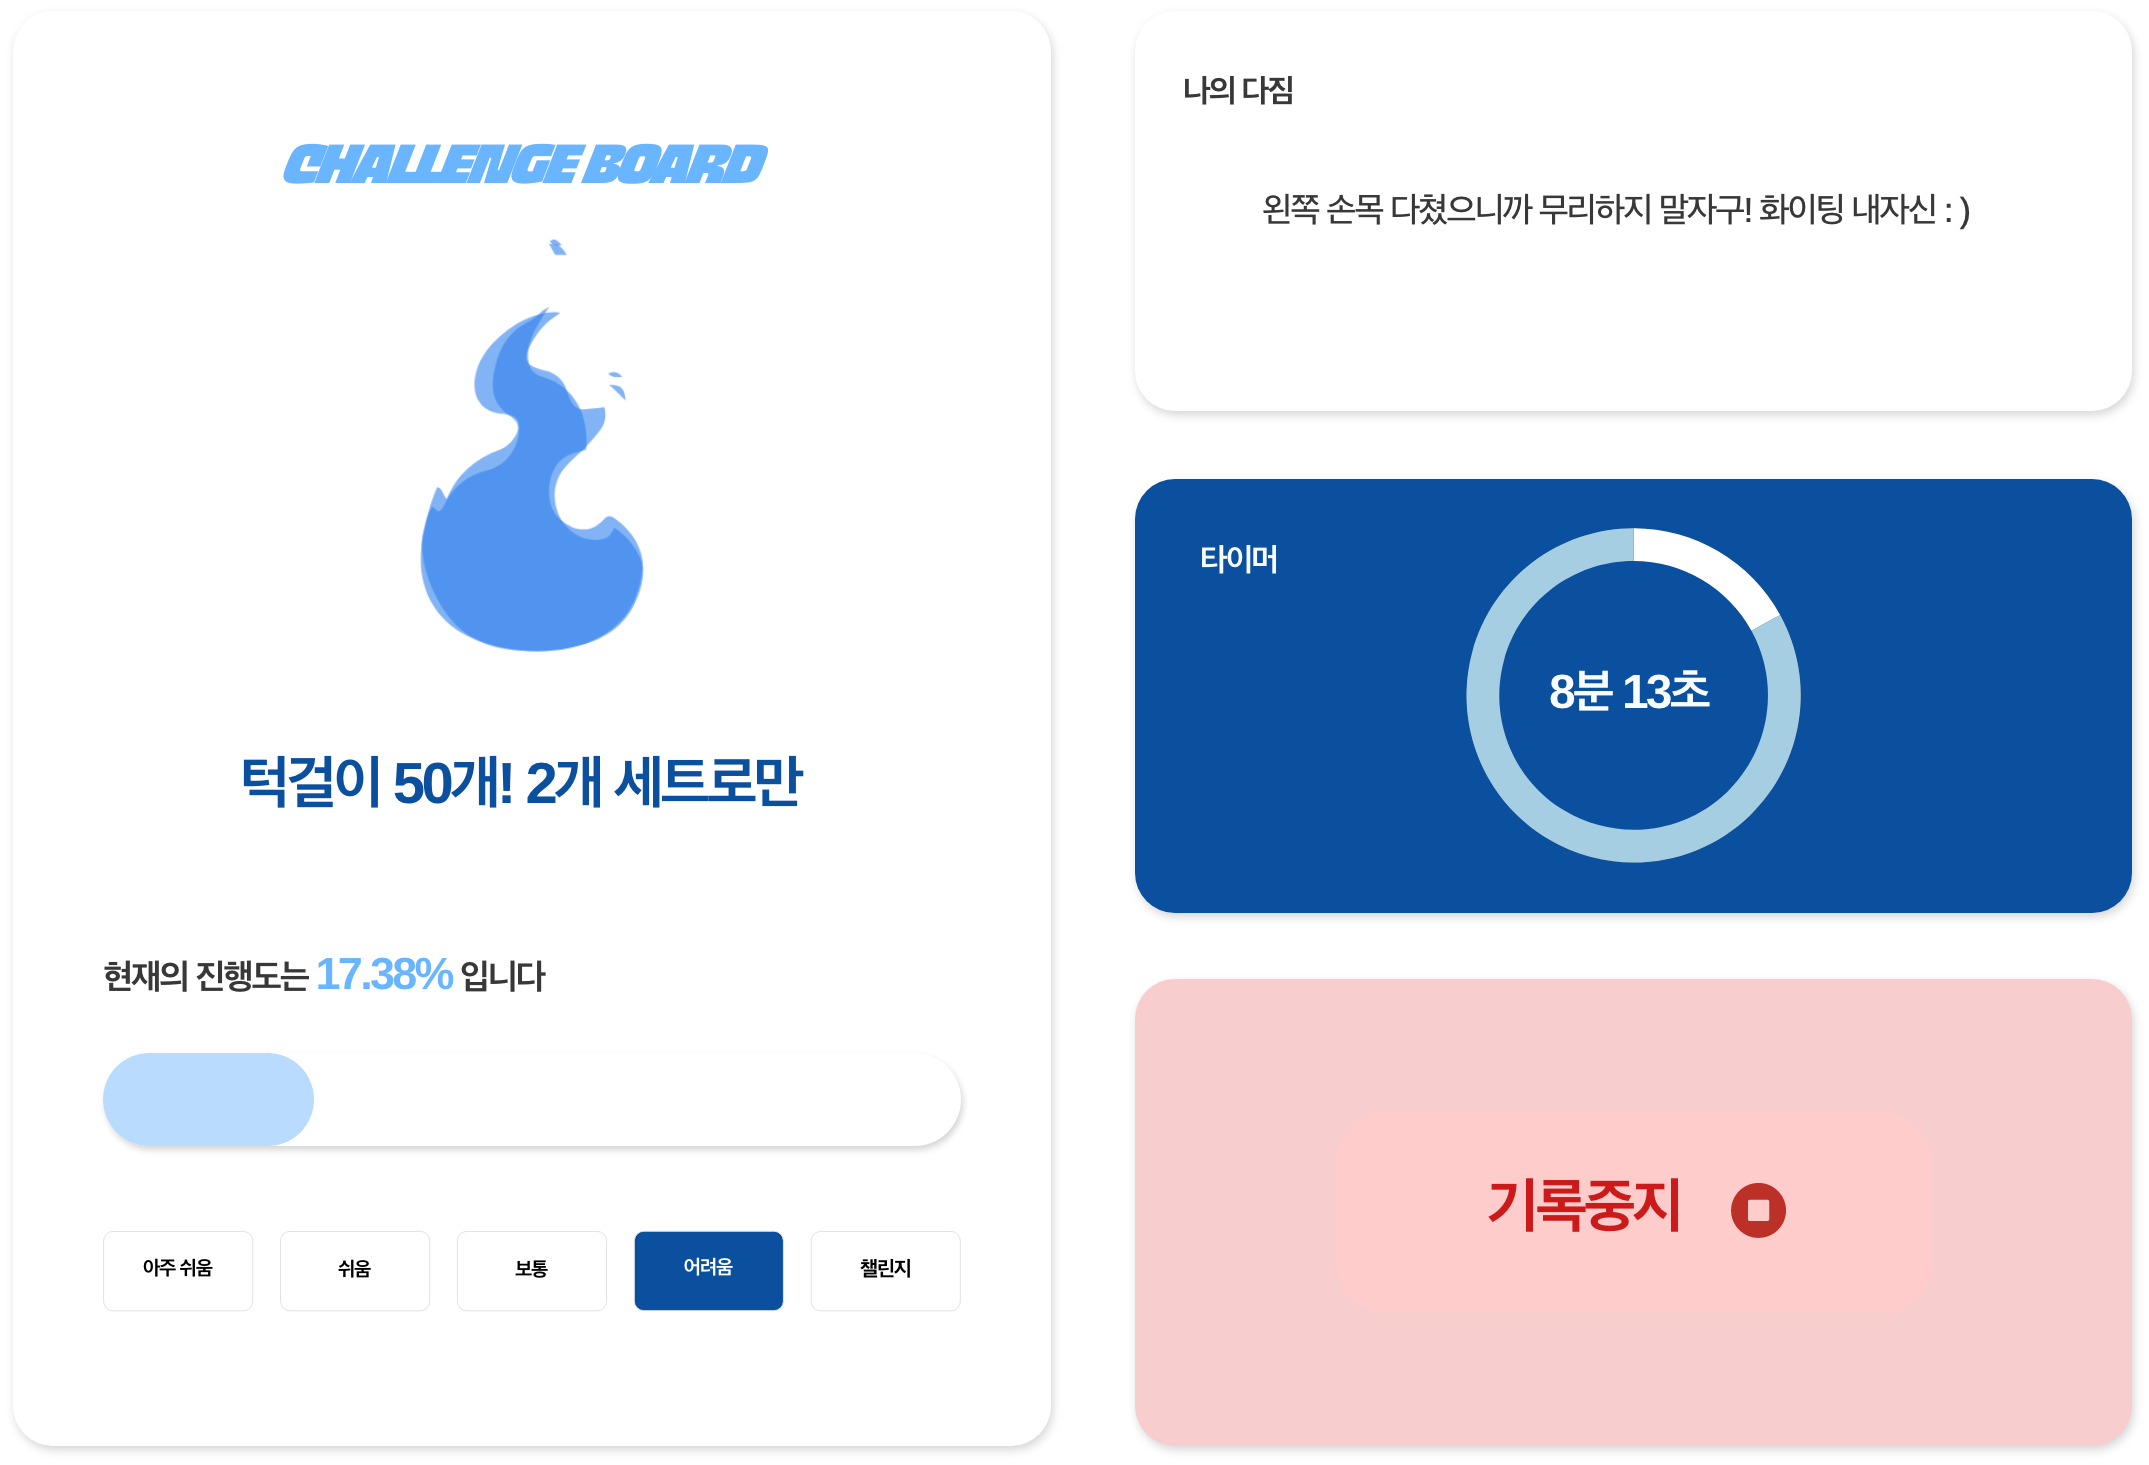 CHALLENGE BOARD
턱걸이 50개! 2개 세트로만
현재의 진행도는 17.38% 입니다
아주 쉬움
쉬움
보통
어려움
챌린지
나의 다짐
왼쪽 손목 다쳤으니까 무리하지 말자구! 화이팅 내자신 : )
타이머
8분 13초
기록중지